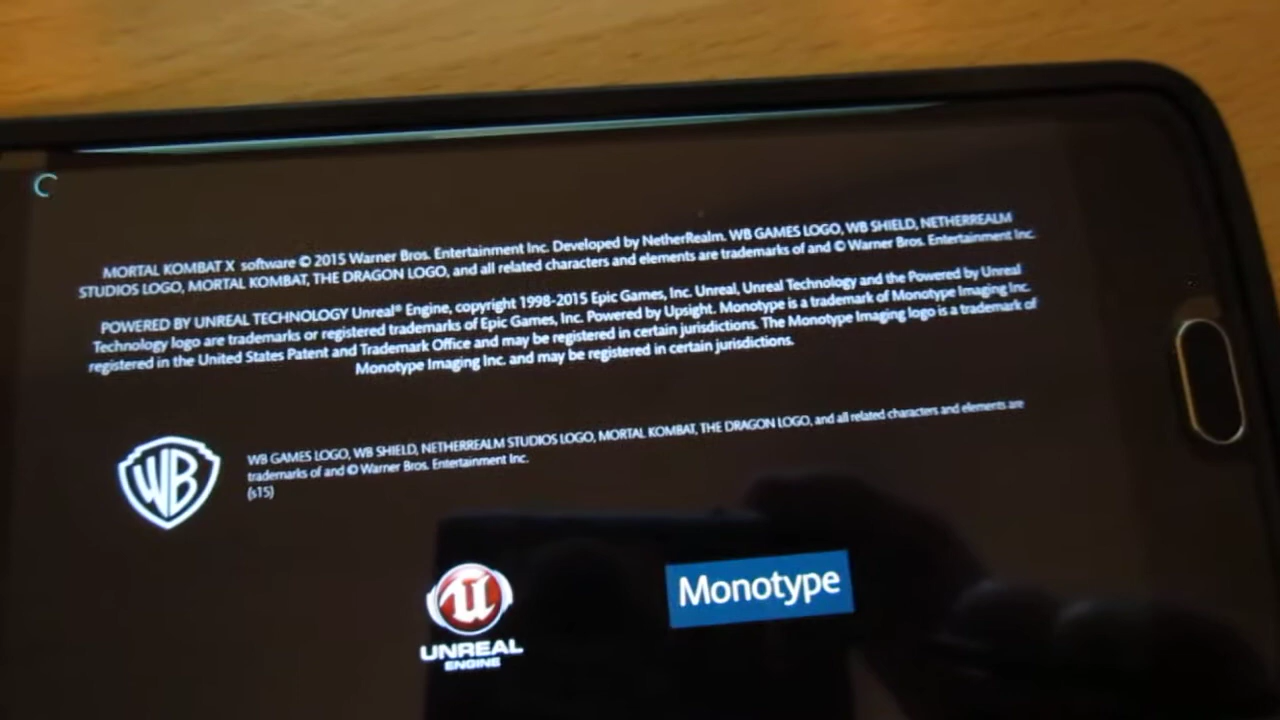 MORTAL KOMBAT X software © 2015 Warner Bros. Entertainment Inc. Developed by NetherRealm. WB GAMES LOGO, WB SHIELD, NETHERREALM
STUDIOS LOGO, MORTAL KOMBAT, THE DRAGON LOGO, and all related characters and elements are trademarks of and © Warner Bros. Entertainment Inc.
POWERED BY UNREAL TECHNOLOGY Unreal® Engine, copyright 1998-2015 Epic Games, Inc. Unreal, Unreal Technology and the Powered by Unreal
Technology logo are trademarks or registered trademarks of Epic Games, Inc. Powered by Upsight. Monotype is a trademark of Monotype Imaging Inc.
registered in the United States Patent and Trademark Office and may be registered in certain jurisdictions. The Monotype Imaging logo is a trademark of
Monotype Imaging Inc. and may be registered in certain jurisdictions.
WB
WB GAMES LOGO, WB SHIELD, NETHERREALM STUDIOS LOGO, MORTAL KOMBAT, THE DRAGON LOGO, and all related characters and elements are
trademarks of and © Warner Bros. Entertainment Inc.
(s15)
UNREAL
ENGINE
Monotype